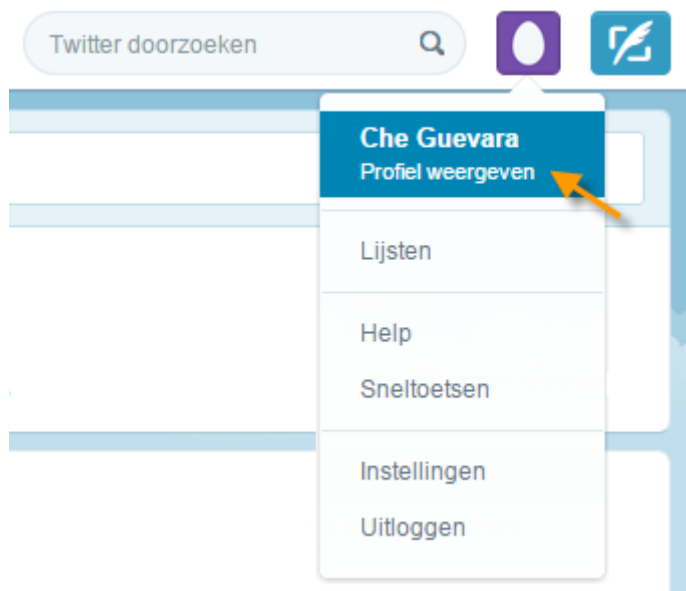 Twitter doorzoeken
Che Guevara
Profiel weergeven
Lijsten
Help
Sneltoetsen
Instellingen
Uitloggen